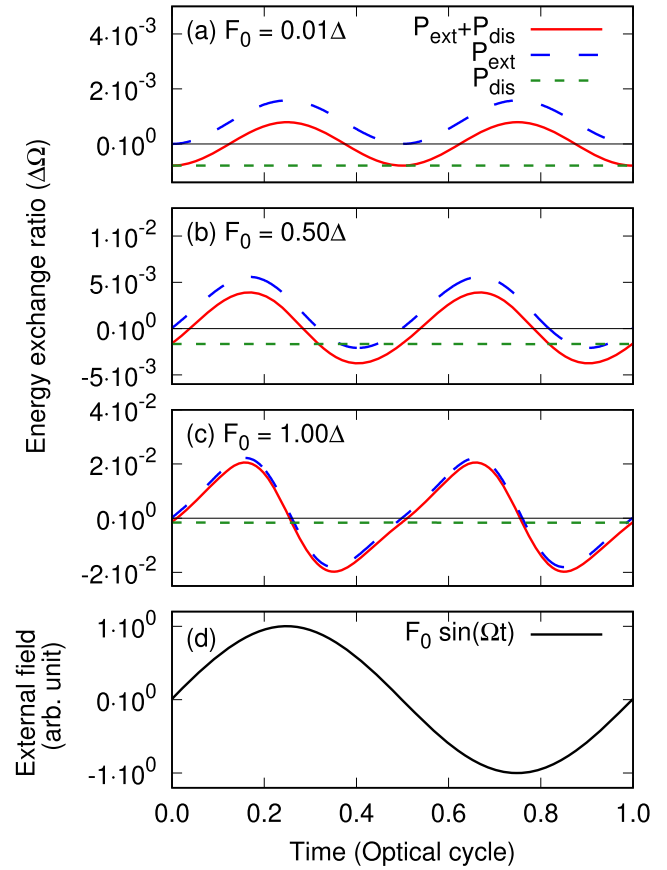 (a) F₀ = 0.01Δ
P_ext+P_dis
P_ext
P_dis
4·10⁻³
2·10⁻³
0·10⁰
(b) F₀ = 0.50Δ
1·10⁻²
5·10⁻³
0·10⁰
-5·10⁻³
Energy exchange ratio (ΔΩ)
(c) F₀ = 1.00Δ
4·10⁻²
2·10⁻²
0·10⁰
-2·10⁻²
(d)
F₀ sin(Ωt)
1·10⁰
0·10⁰
-1·10⁰
External field
(arb. unit)
0.0 0.2 0.4 0.6 0.8 1.0
Time (Optical cycle)